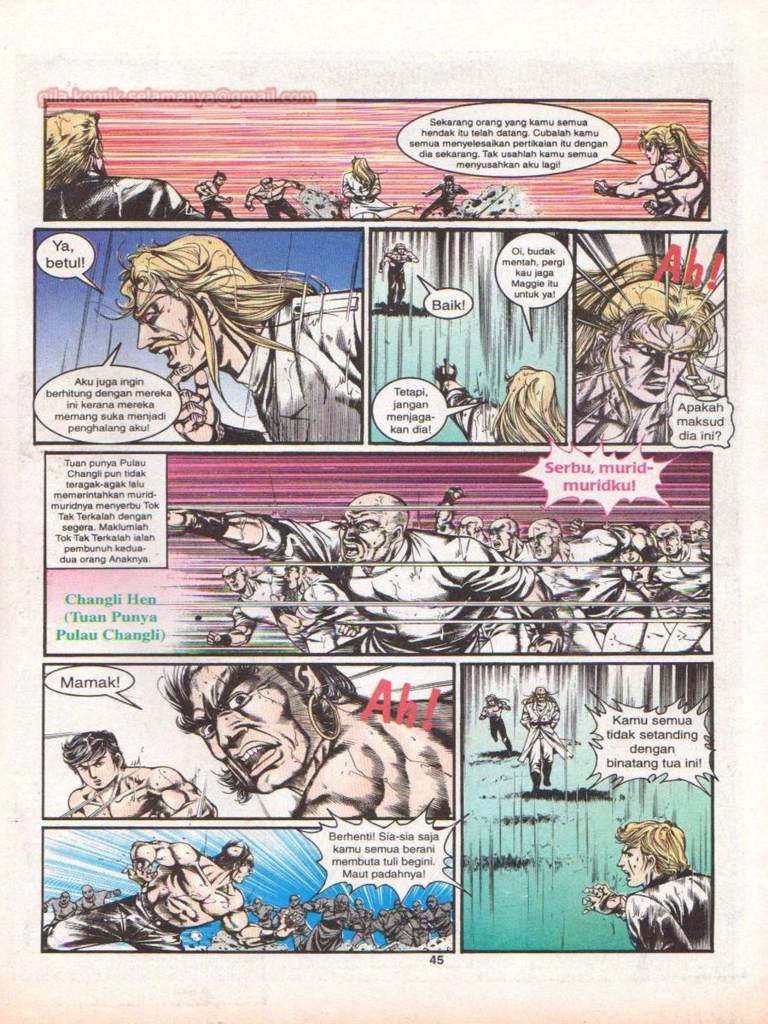 gila.komik.selamanya@gmail.com
Sekarang orang yang kamu semua
hendak itu telah datang. Cubalah kamu
semua menyelesaikan pertikaian itu dengan
dia sekarang. Tak usahlah kamu semua
menyusahkan aku lagi!
Ya,
betul!
Aku juga ingin
berhitung dengan mereka
ini kerana mereka
memang suka menjadi
penghalang aku!
Oi, budak
mentah, pergi
kau jaga
Maggie itu
untuk ya!
Baik!
Tetapi,
jangan
menjaga-
kan dia!
Ah!
Apakah
maksud
dia ini?
Tuan punya Pulau
Changli pun tidak
teragak-agak lalu
memerintahkan murid-
muridnya menyerbu Tok
Tak Terkalah dengan
segera. Maklumlah
Tok Tak Terkalah ialah
pembunuh kedua-
dua orang Anaknya.
Serbu, murid-
muridku!
Changli Hen
(Tuan Punya
Pulau Changli)
Mamak!
Ah!
Kamu semua
tidak setanding
dengan
binatang tua ini!
Berhenti! Sia-sia saja
kamu semua berani
membuta tuli begini.
Maut padahnya!
45